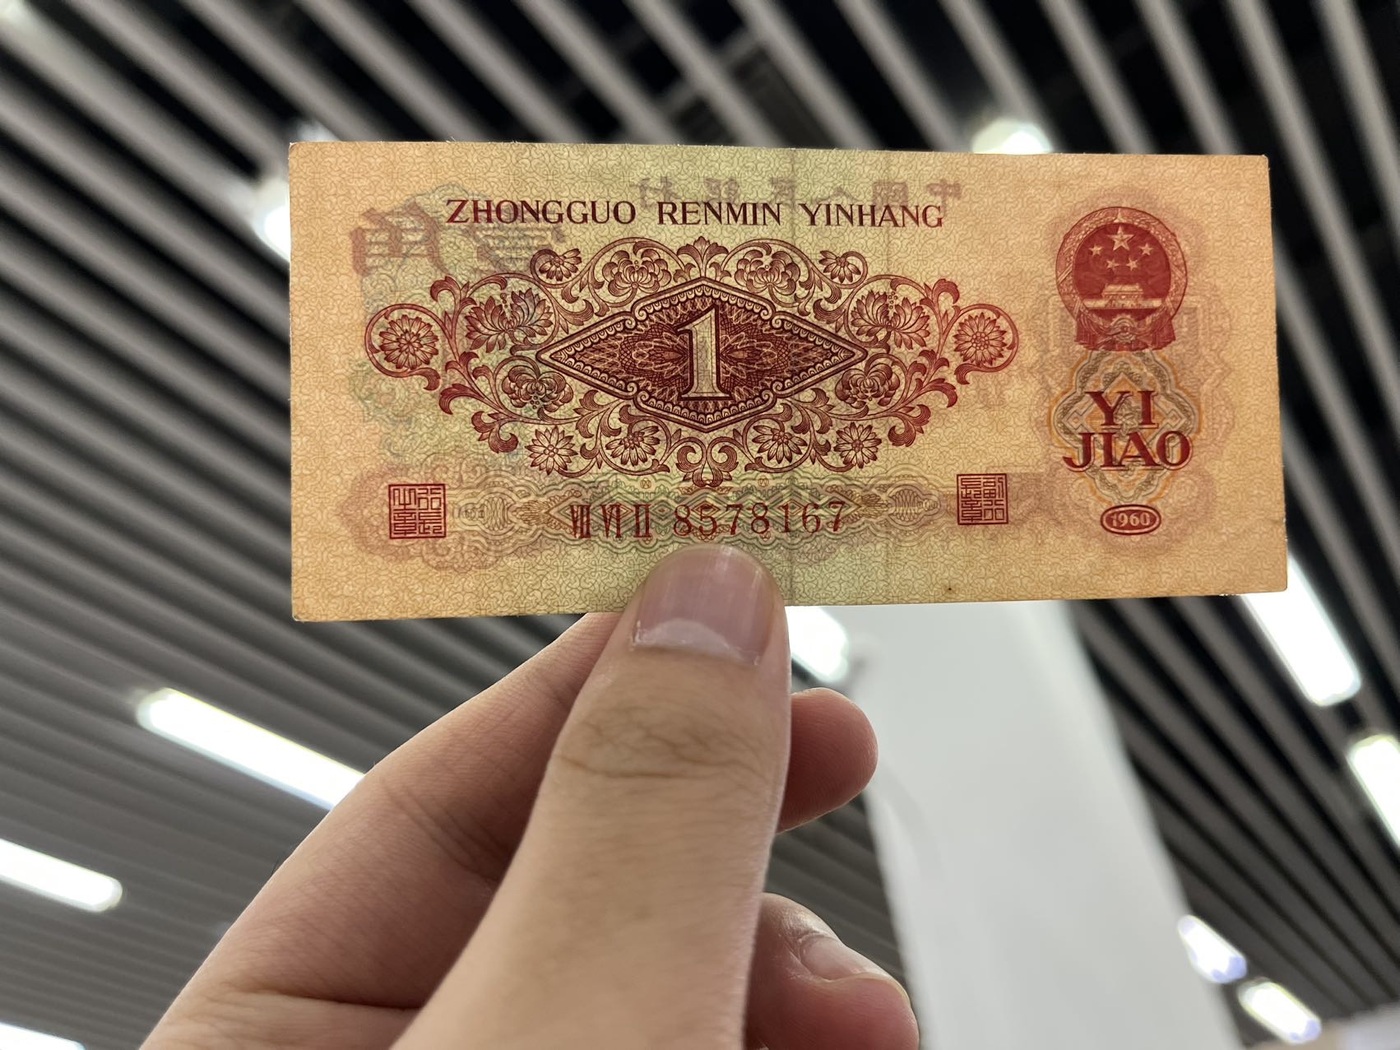 ZHONGGUO RENMIN YINHANG
1
YI
JIAO
1960
Ⅷ Ⅵ Ⅱ 8578167